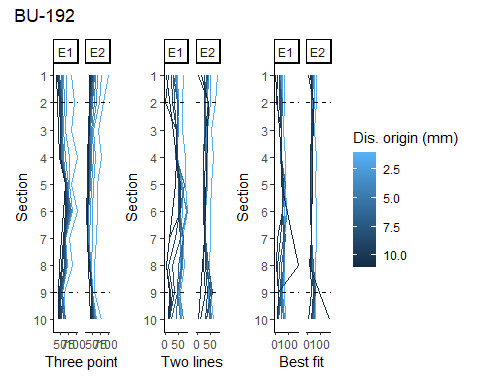 BU-192
E1 E2 E1 E2 E1 E2
1 1 1
2 2 2
3 3 3
4 4 4
5 5 5
6 6 6
7 7 7
8 8 8
9 9 9
10 10 10
Section Section Section
0 50 0 50 0100 0100
Three point Two lines Best fit
Dis. origin (mm)
2.5
5.0
7.5
10.0